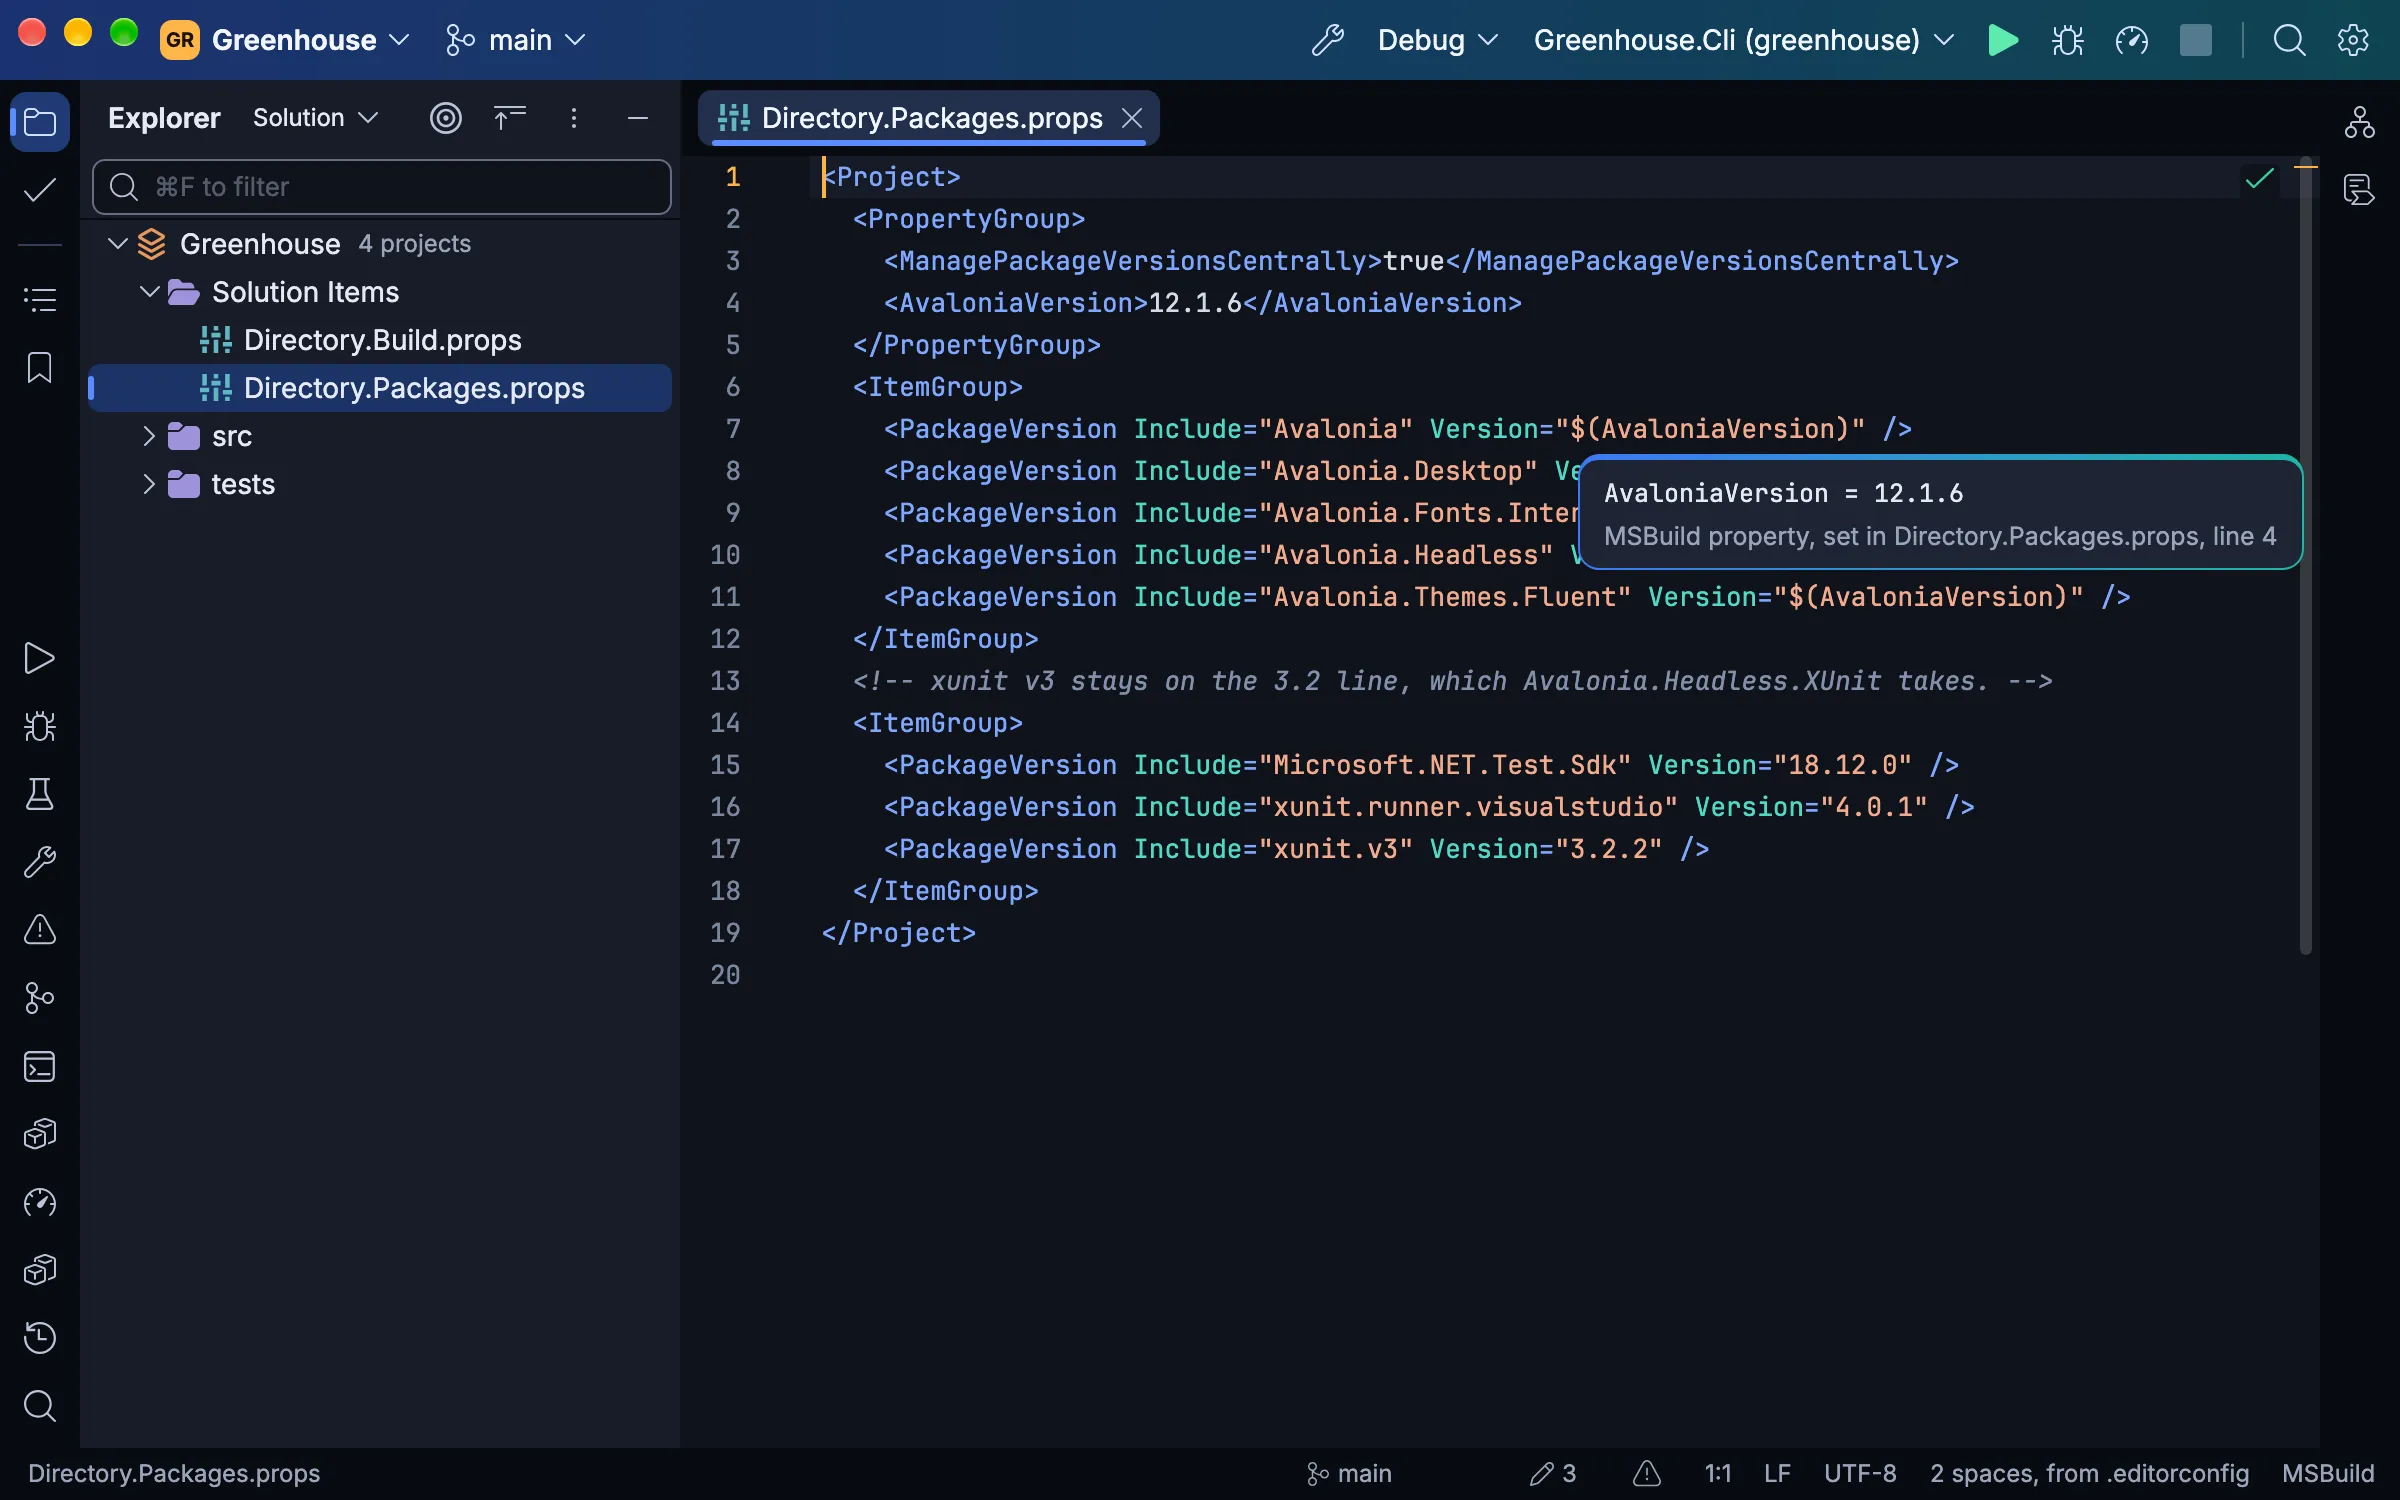 GR Greenhouse main Debug Greenhouse.Cli (greenhouse)
Explorer Solution
⌘F to filter
Greenhouse 4 projects
Solution Items
Directory.Build.props
Directory.Packages.props
src
tests
Directory.Packages.props
1 <Project>
2 <PropertyGroup>
3 <ManagePackageVersionsCentrally>true</ManagePackageVersionsCentrally>
4 <AvaloniaVersion>12.1.6</AvaloniaVersion>
5 </PropertyGroup>
6 <ItemGroup>
7 <PackageVersion Include="Avalonia" Version="$(AvaloniaVersion)" />
8 <PackageVersion Include="Avalonia.Desktop" Ve
9 <PackageVersion Include="Avalonia.Fonts.Inter
10 <PackageVersion Include="Avalonia.Headless" V
11 <PackageVersion Include="Avalonia.Themes.Fluent" Version="$(AvaloniaVersion)" />
12 </ItemGroup>
13 <!-- xunit v3 stays on the 3.2 line, which Avalonia.Headless.XUnit takes. -->
14 <ItemGroup>
15 <PackageVersion Include="Microsoft.NET.Test.Sdk" Version="18.12.0" />
16 <PackageVersion Include="xunit.runner.visualstudio" Version="4.0.1" />
17 <PackageVersion Include="xunit.v3" Version="3.2.2" />
18 </ItemGroup>
19 </Project>
20
AvaloniaVersion = 12.1.6
MSBuild property, set in Directory.Packages.props, line 4
Directory.Packages.props main 3 1:1 LF UTF-8 2 spaces, from .editorconfig MSBuild